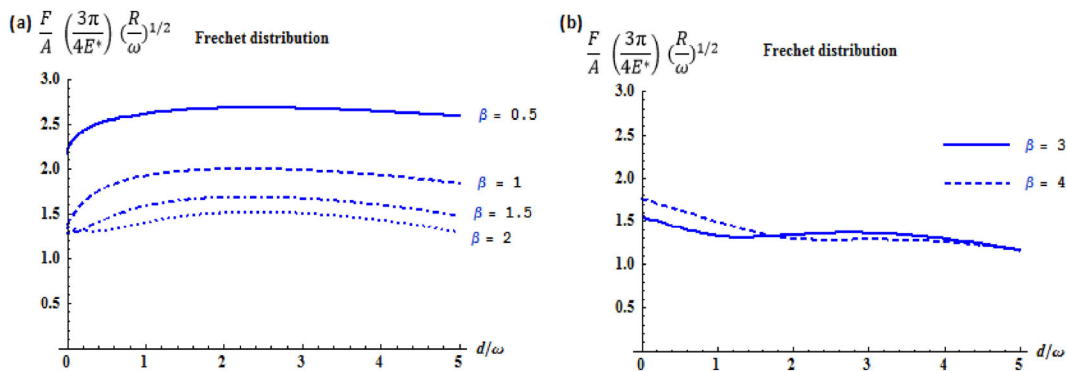 (a) F/A (3π/4E*) (R/ω)^1/2 Frechet distribution
3.0
2.5
2.0
1.5
1.0
0.5
0 1 2 3 4 5 d/ω
β = 0.5
β = 1
β = 1.5
β = 2
(b)
F/A (3π/4E*) (R/ω)^1/2 Frechet distribution
3.0
2.5
2.0
1.5
1.0
0.5
0 1 2 3 4 5 d/ω
β = 3
β = 4